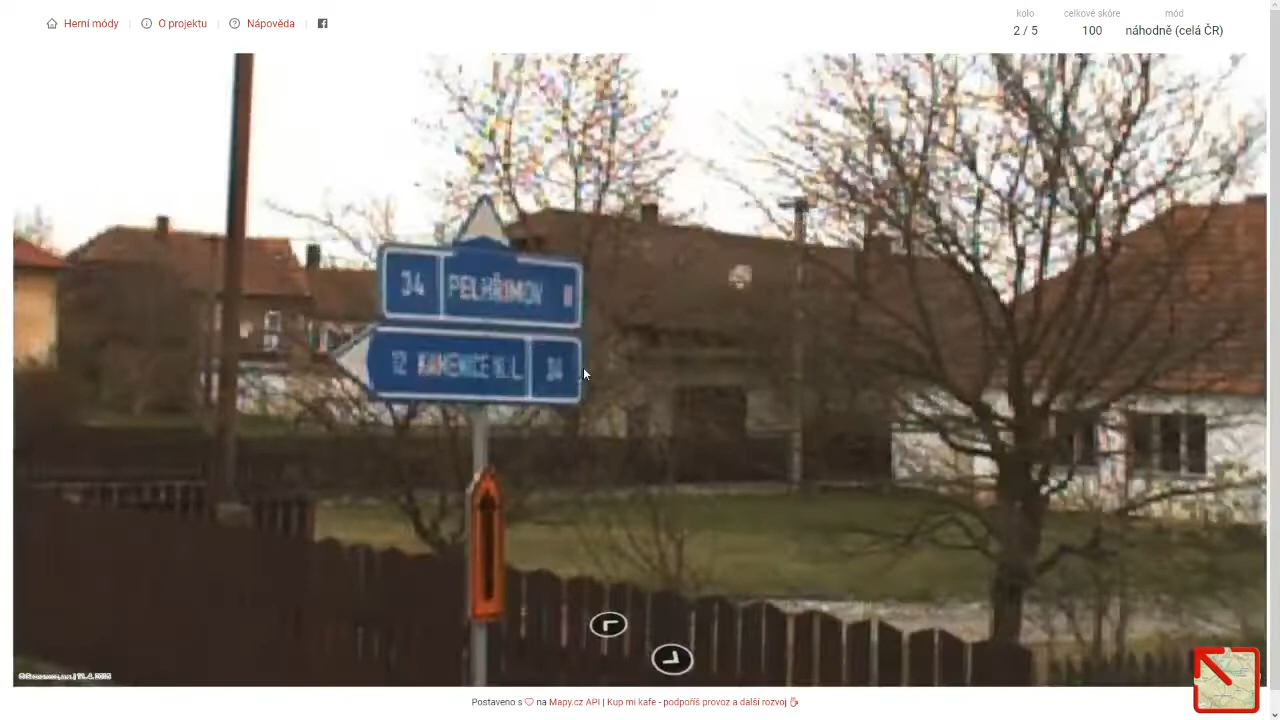 Herní módy
O projektu
Nápověda
kolo
2 / 5
celkové skóre
100
mód
náhodně (celá ČR)
34 PELHŘIMOV
12 KAMENICE N. L. 34
Postaveno s na Mapy.cz API | Kup mi kafe - podpoříš provoz a další rozvoj